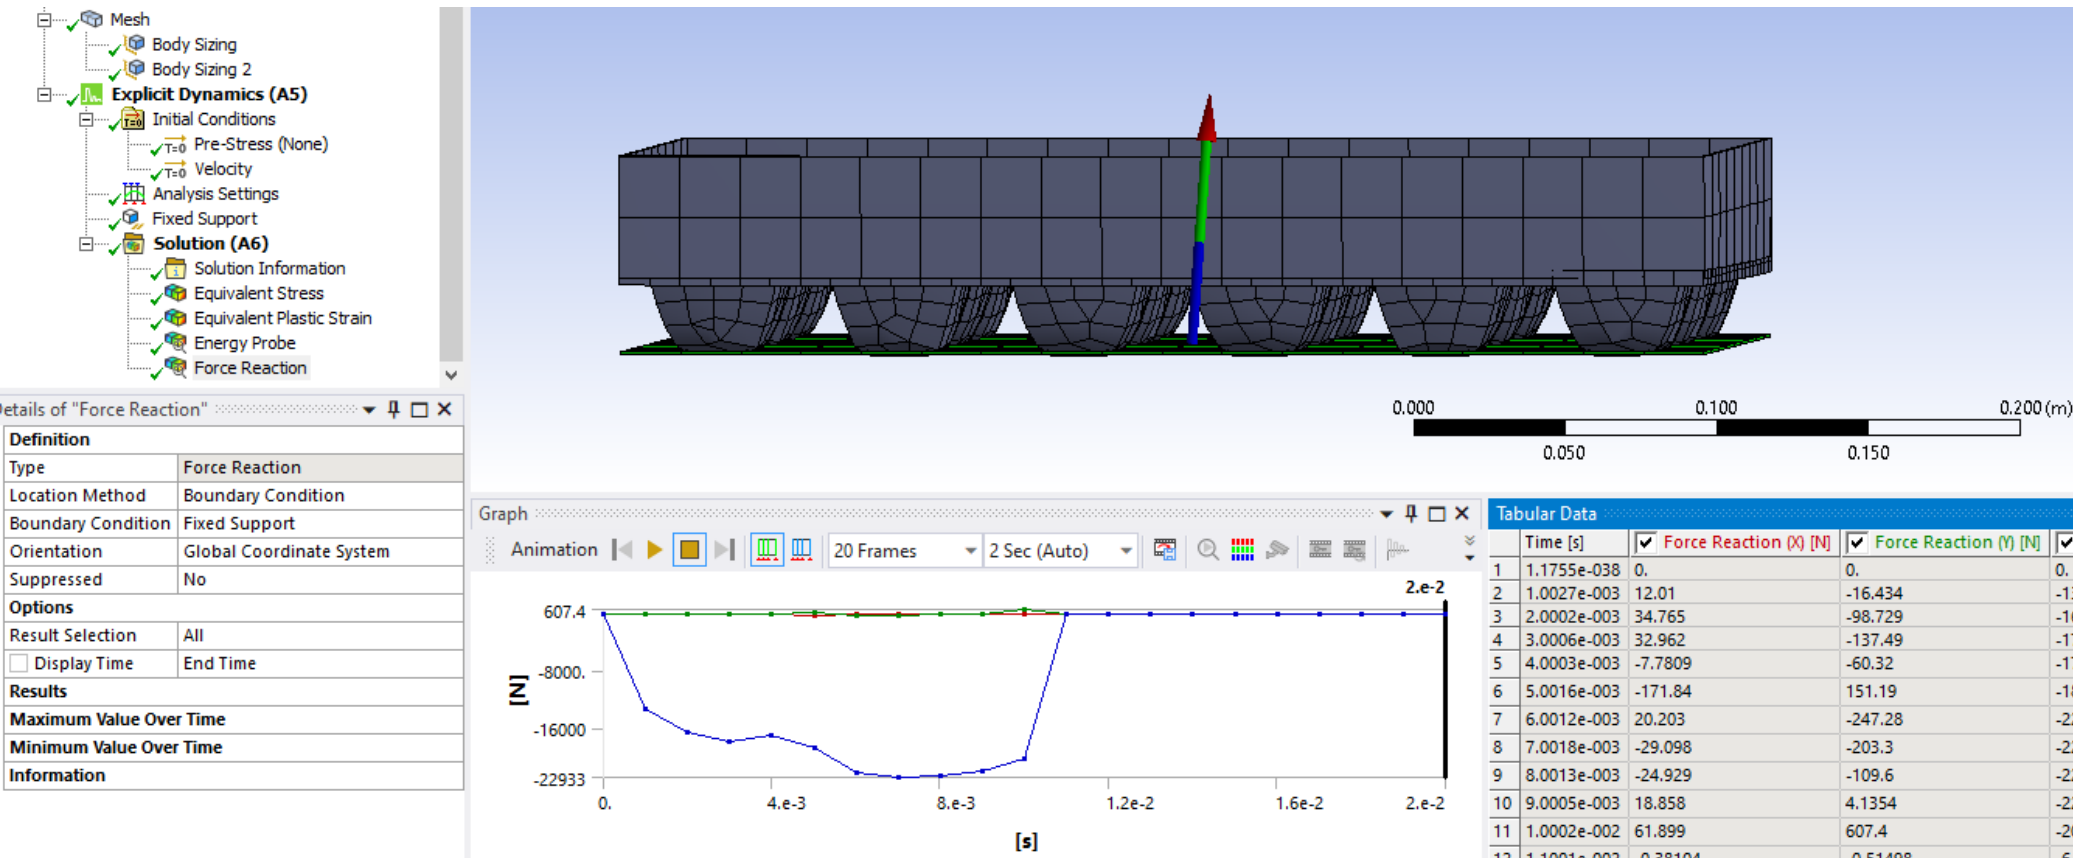 Mesh
Body Sizing
Body Sizing 2
Explicit Dynamics (A5)
Initial Conditions
T=0 Pre-Stress (None)
T=0 Velocity
Analysis Settings
Fixed Support
Solution (A6)
Solution Information
Equivalent Stress
Equivalent Plastic Strain
Energy Probe
Force Reaction
Details of "Force Reaction"
Definition
Type Force Reaction
Location Method Boundary Condition
Boundary Condition Fixed Support
Orientation Global Coordinate System
Suppressed No
Options
Result Selection All
Display Time End Time
Results
Maximum Value Over Time
Minimum Value Over Time
Information
0.000 0.100 0.200 (m)
0.050 0.150
Graph
Animation 20 Frames 2 Sec (Auto)
2.e-2
607.4
-8000.
-16000
-22933
[N]
0. 4.e-3 8.e-3 1.2e-2 1.6e-2 2.e-2
[s]
Tabular Data
Time [s] Force Reaction (X) [N] Force Reaction (Y) [N]
1 1.1755e-038 0. 0. 0.
2 1.0027e-003 12.01 -16.434
3 2.0002e-003 34.765 -98.729
4 3.0006e-003 32.962 -137.49
5 4.0003e-003 -7.7809 -60.32
6 5.0016e-003 -171.84 151.19
7 6.0012e-003 20.203 -247.28
8 7.0018e-003 -29.098 -203.3
9 8.0013e-003 -24.929 -109.6
10 9.0005e-003 18.858 4.1354
11 1.0002e-002 61.899 607.4